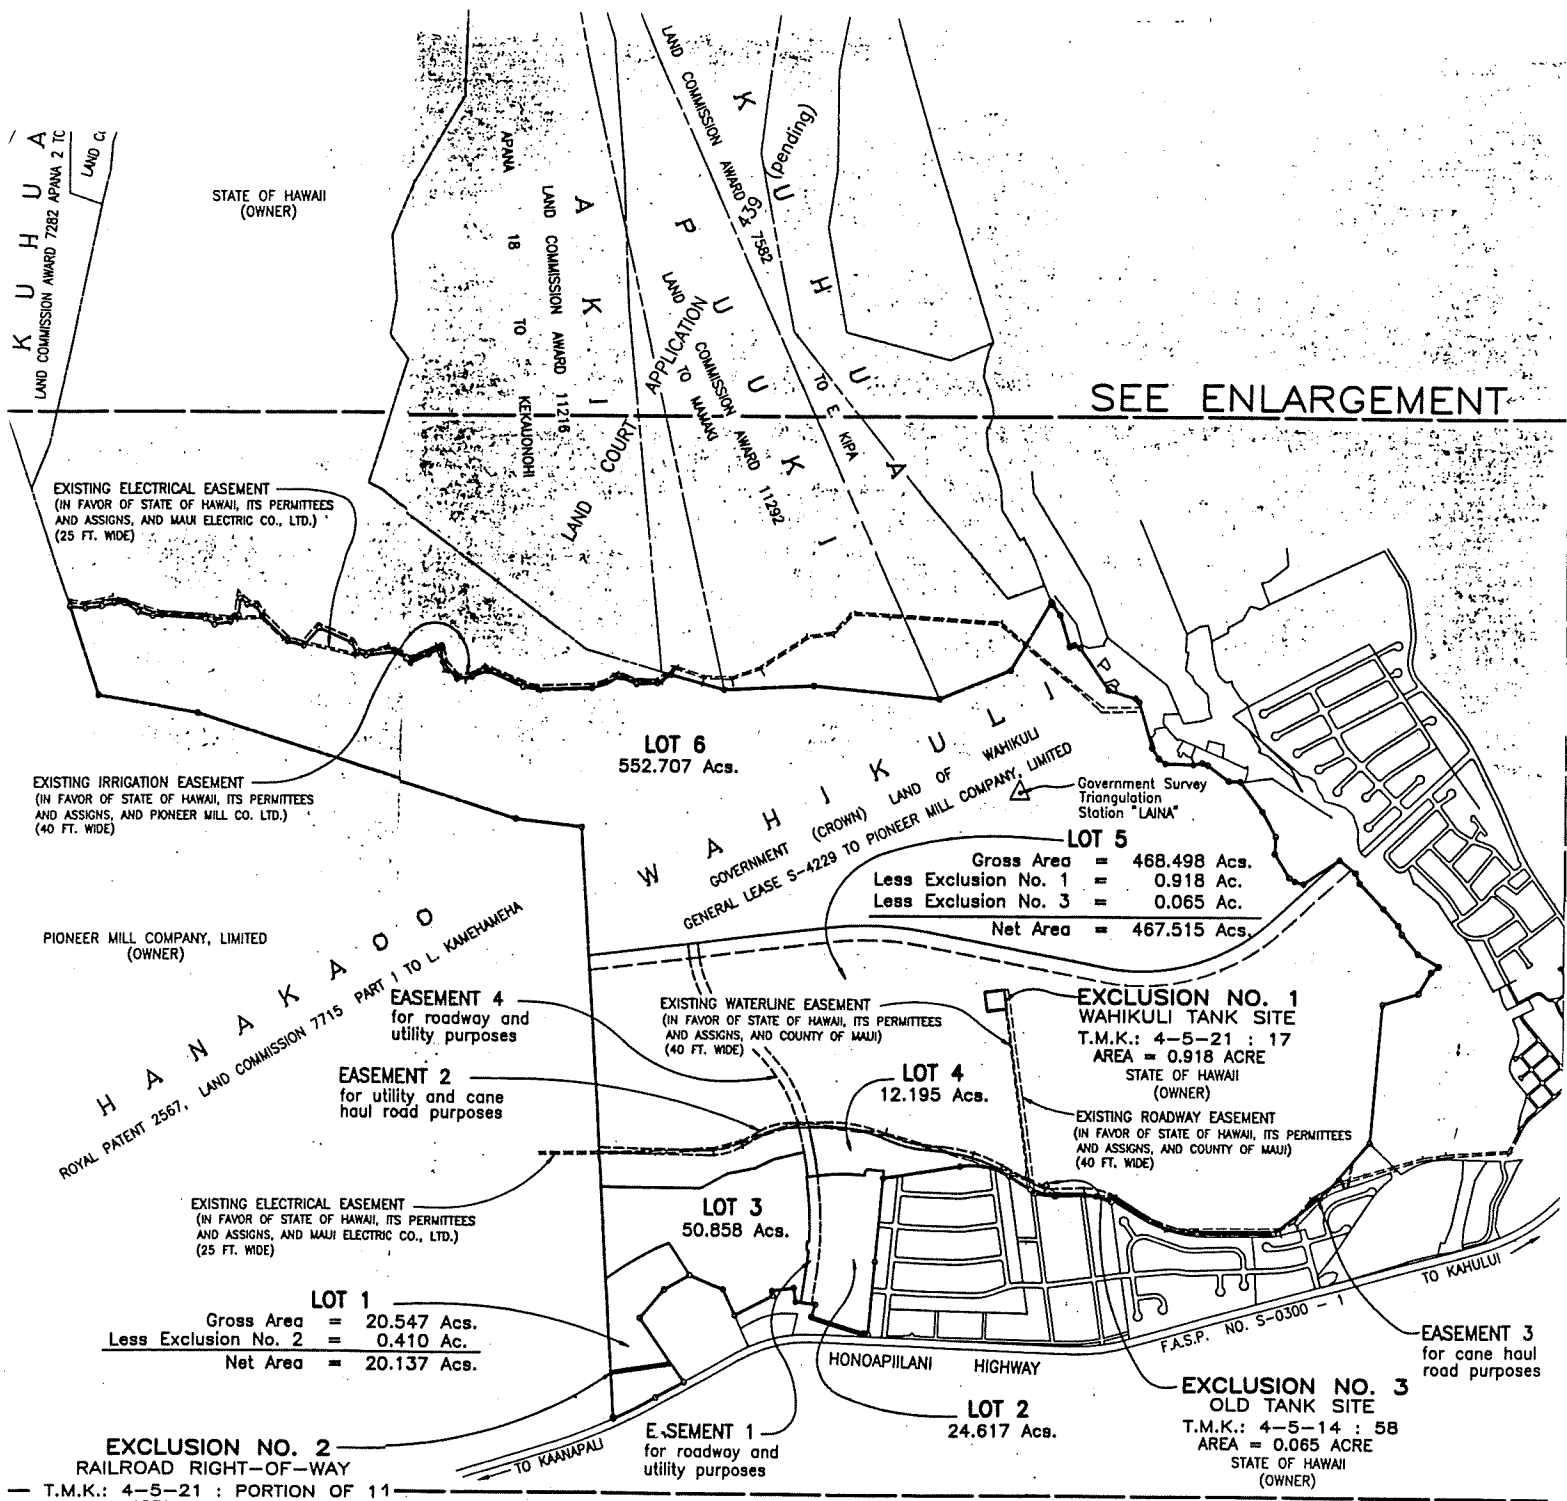 K U H U A
LAND COMMISSION AWARD 7282 APANA 2 TO
STATE OF HAWAII
(OWNER)
APANA 18 TO KEKAUONOHI
LAND COMMISSION AWARD 11216
A K I
LAND COURT APPLICATION 439 (pending)
P U U K I
LAND COMMISSION AWARD 11292
TO MAMAKI
LAND COMMISSION AWARD 7582
TO E KIPA
K U H U A
SEE ENLARGEMENT
EXISTING ELECTRICAL EASEMENT
(IN FAVOR OF STATE OF HAWAII, ITS PERMITTEES
AND ASSIGNS, AND MAUI ELECTRIC CO., LTD.)
(25 FT. WIDE)
LOT 6
552.707 Acs.
EXISTING IRRIGATION EASEMENT
(IN FAVOR OF STATE OF HAWAII, ITS PERMITTEES
AND ASSIGNS, AND PIONEER MILL CO. LTD.)
(40 FT. WIDE)
W A H I K U L I
GOVERNMENT (CROWN) LAND OF WAHIKULI
GENERAL LEASE S-4229 TO PIONEER MILL COMPANY, LIMITED
Government Survey
Triangulation
Station "LAINA"
LOT 5
Gross Area = 468.498 Acs.
Less Exclusion No. 1 = 0.918 Ac.
Less Exclusion No. 3 = 0.065 Ac.
Net Area = 467.515 Acs.
PIONEER MILL COMPANY, LIMITED
(OWNER)
H A N A K A O O
ROYAL PATENT 2567, LAND COMMISSION 7715 PART 1 TO L. KAMEHAMEHA
EASEMENT 4
for roadway and
utility purposes
EXISTING WATERLINE EASEMENT
(IN FAVOR OF STATE OF HAWAII, ITS PERMITTEES
AND ASSIGNS, AND COUNTY OF MAUI)
(40 FT. WIDE)
EXCLUSION NO. 1
WAHIKULI TANK SITE
T.M.K.: 4-5-21 : 17
AREA = 0.918 ACRE
STATE OF HAWAII
(OWNER)
EASEMENT 2
for utility and cane
haul road purposes
LOT 4
12.195 Acs.
EXISTING ROADWAY EASEMENT
(IN FAVOR OF STATE OF HAWAII, ITS PERMITTEES
AND ASSIGNS, AND COUNTY OF MAUI)
(40 FT. WIDE)
EXISTING ELECTRICAL EASEMENT
(IN FAVOR OF STATE OF HAWAII, ITS PERMITTEES
AND ASSIGNS, AND MAUI ELECTRIC CO., LTD.)
(25 FT. WIDE)
LOT 3
50.858 Acs.
LOT 1
Gross Area = 20.547 Acs.
Less Exclusion No. 2 = 0.410 Ac.
Net Area = 20.137 Acs.
TO KAHULUI
F.A.S.P. NO. S-0300 - 1
HONOAPIILANI HIGHWAY
EASEMENT 3
for cane haul
road purposes
EXCLUSION NO. 3
OLD TANK SITE
T.M.K.: 4-5-14 : 58
AREA = 0.065 ACRE
STATE OF HAWAII
(OWNER)
LOT 2
24.617 Acs.
E SEMENT 1
for roadway and
utility purposes
TO KAANAPALI
EXCLUSION NO. 2
RAILROAD RIGHT-OF-WAY
T.M.K.: 4-5-21 : PORTION OF 11